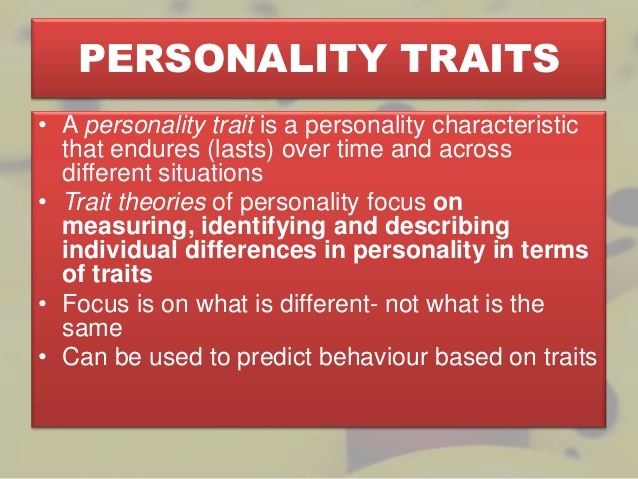 PERSONALITY TRAITS
• A personality trait is a personality characteristic
that endures (lasts) over time and across
different situations
• Trait theories of personality focus on
measuring, identifying and describing
individual differences in personality in terms
of traits
• Focus is on what is different- not what is the
same
• Can be used to predict behaviour based on traits